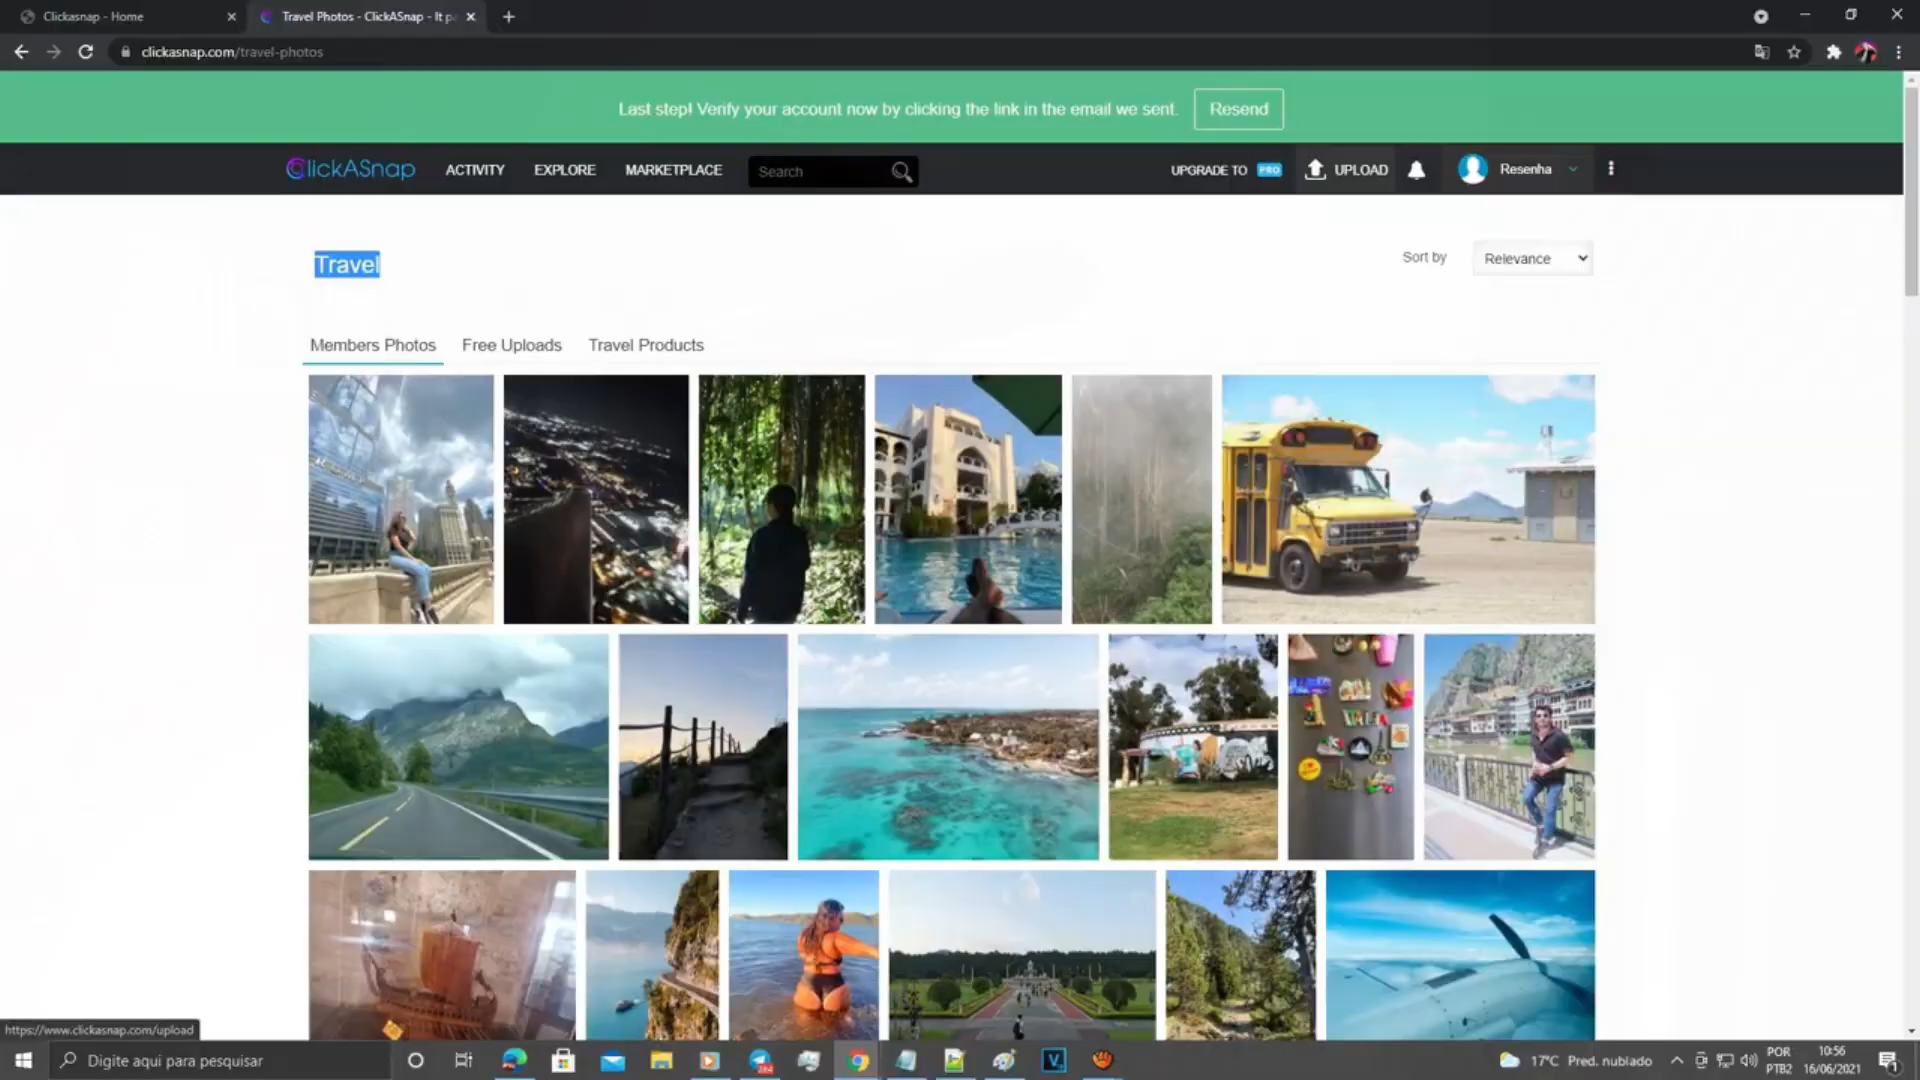 Clickasnap - Home
Travel Photos - ClickASnap - It pa
clickasnap.com/travel-photos
Last step! Verify your account now by clicking the link in the email we sent. Resend
ClickASnap ACTIVITY EXPLORE MARKETPLACE Search UPGRADE TO PRO UPLOAD Resenha
Travel
Sort by Relevance
Members Photos Free Uploads Travel Products
https://www.clickasnap.com/upload
Digite aqui para pesquisar
17°C Pred. nublado
POR
PTB2
10:56
16/06/2021